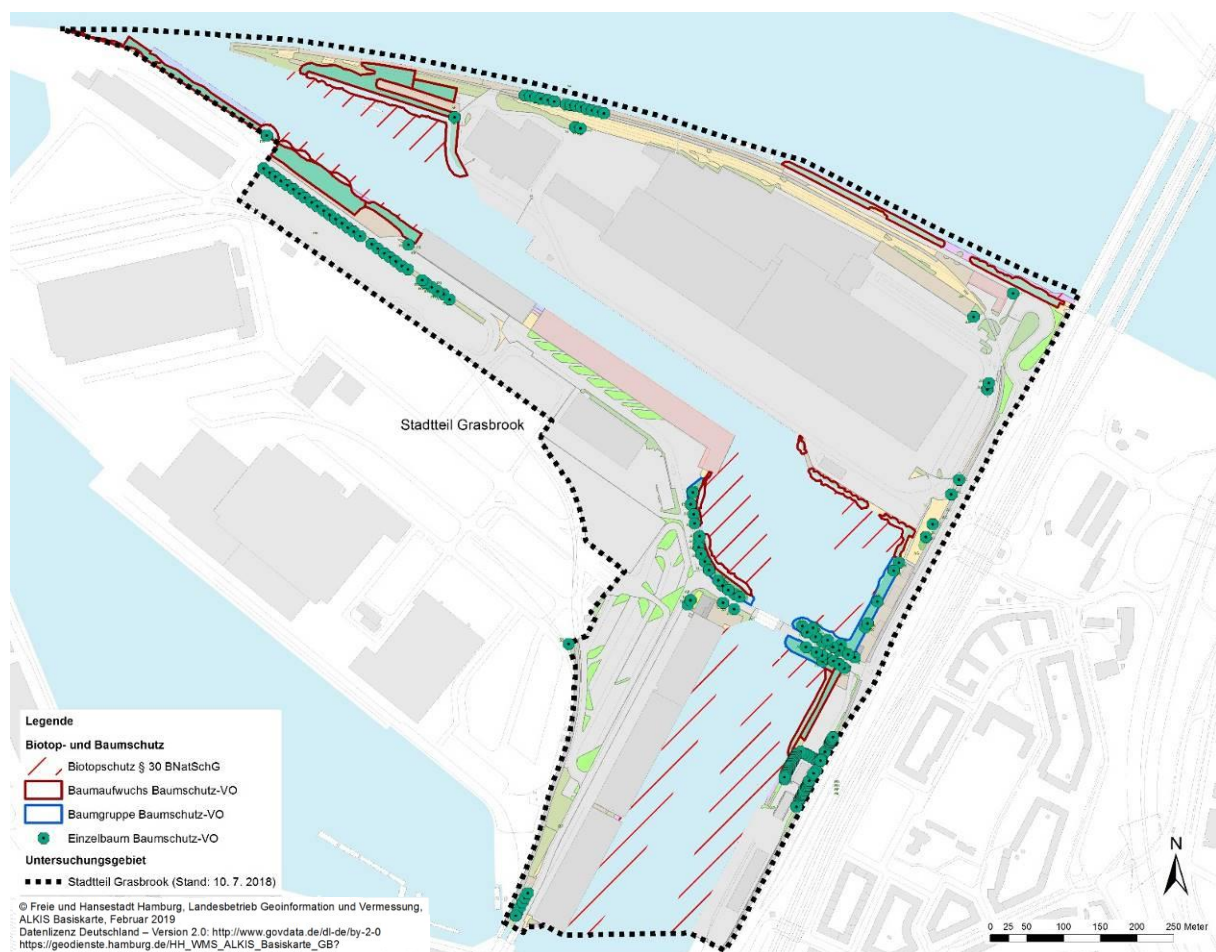 Stadtteil Grasbrook
Legende
Biotop- und Baumschutz
Biotopschutz § 30 BNatSchG
Baumaufwuchs Baumschutz-VO
Baumgruppe Baumschutz-VO
Einzelbaum Baumschutz-VO
Untersuchungsgebiet
Stadtteil Grasbrook (Stand: 10. 7. 2018)
© Freie und Hansestadt Hamburg, Landesbetrieb Geoinformation und Vermessung,
ALKIS Basiskarte, Februar 2019
Datenlizenz Deutschland – Version 2.0: http://www.govdata.de/dl-de/by-2-0
https://geodienste.hamburg.de/HH_WMS_ALKIS_Basiskarte_GB?
N
0 25 50 100 150 200 250 Meter